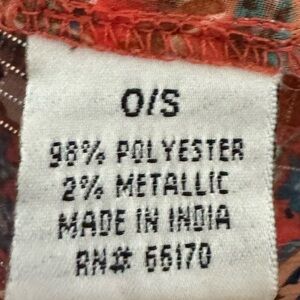 O/S
98% POLYESTER
2% METALLIC
MADE IN INDIA
RN# 66170